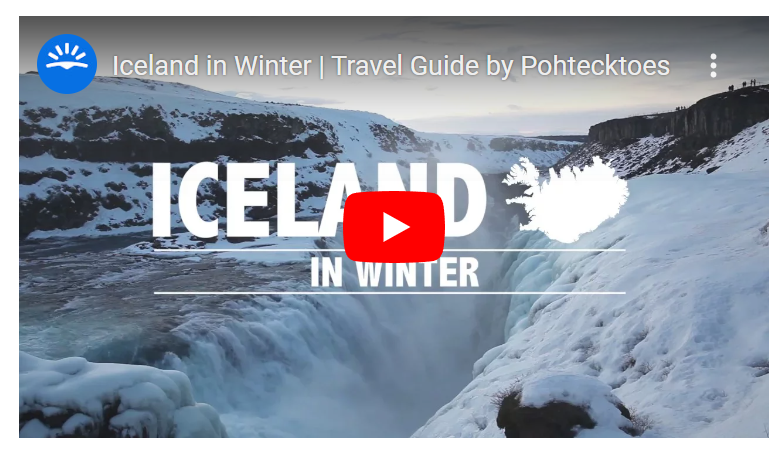 Iceland in Winter | Travel Guide by Pohtecktoes
ICELAND
IN WINTER